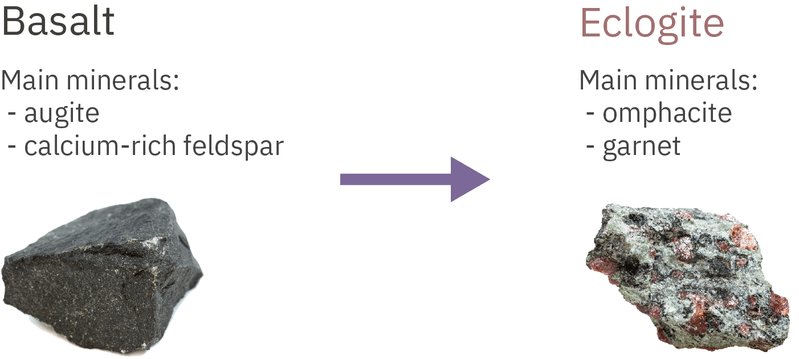 Basalt
Main minerals:
- augite
- calcium-rich feldspar
Eclogite
Main minerals:
- omphacite
- garnet